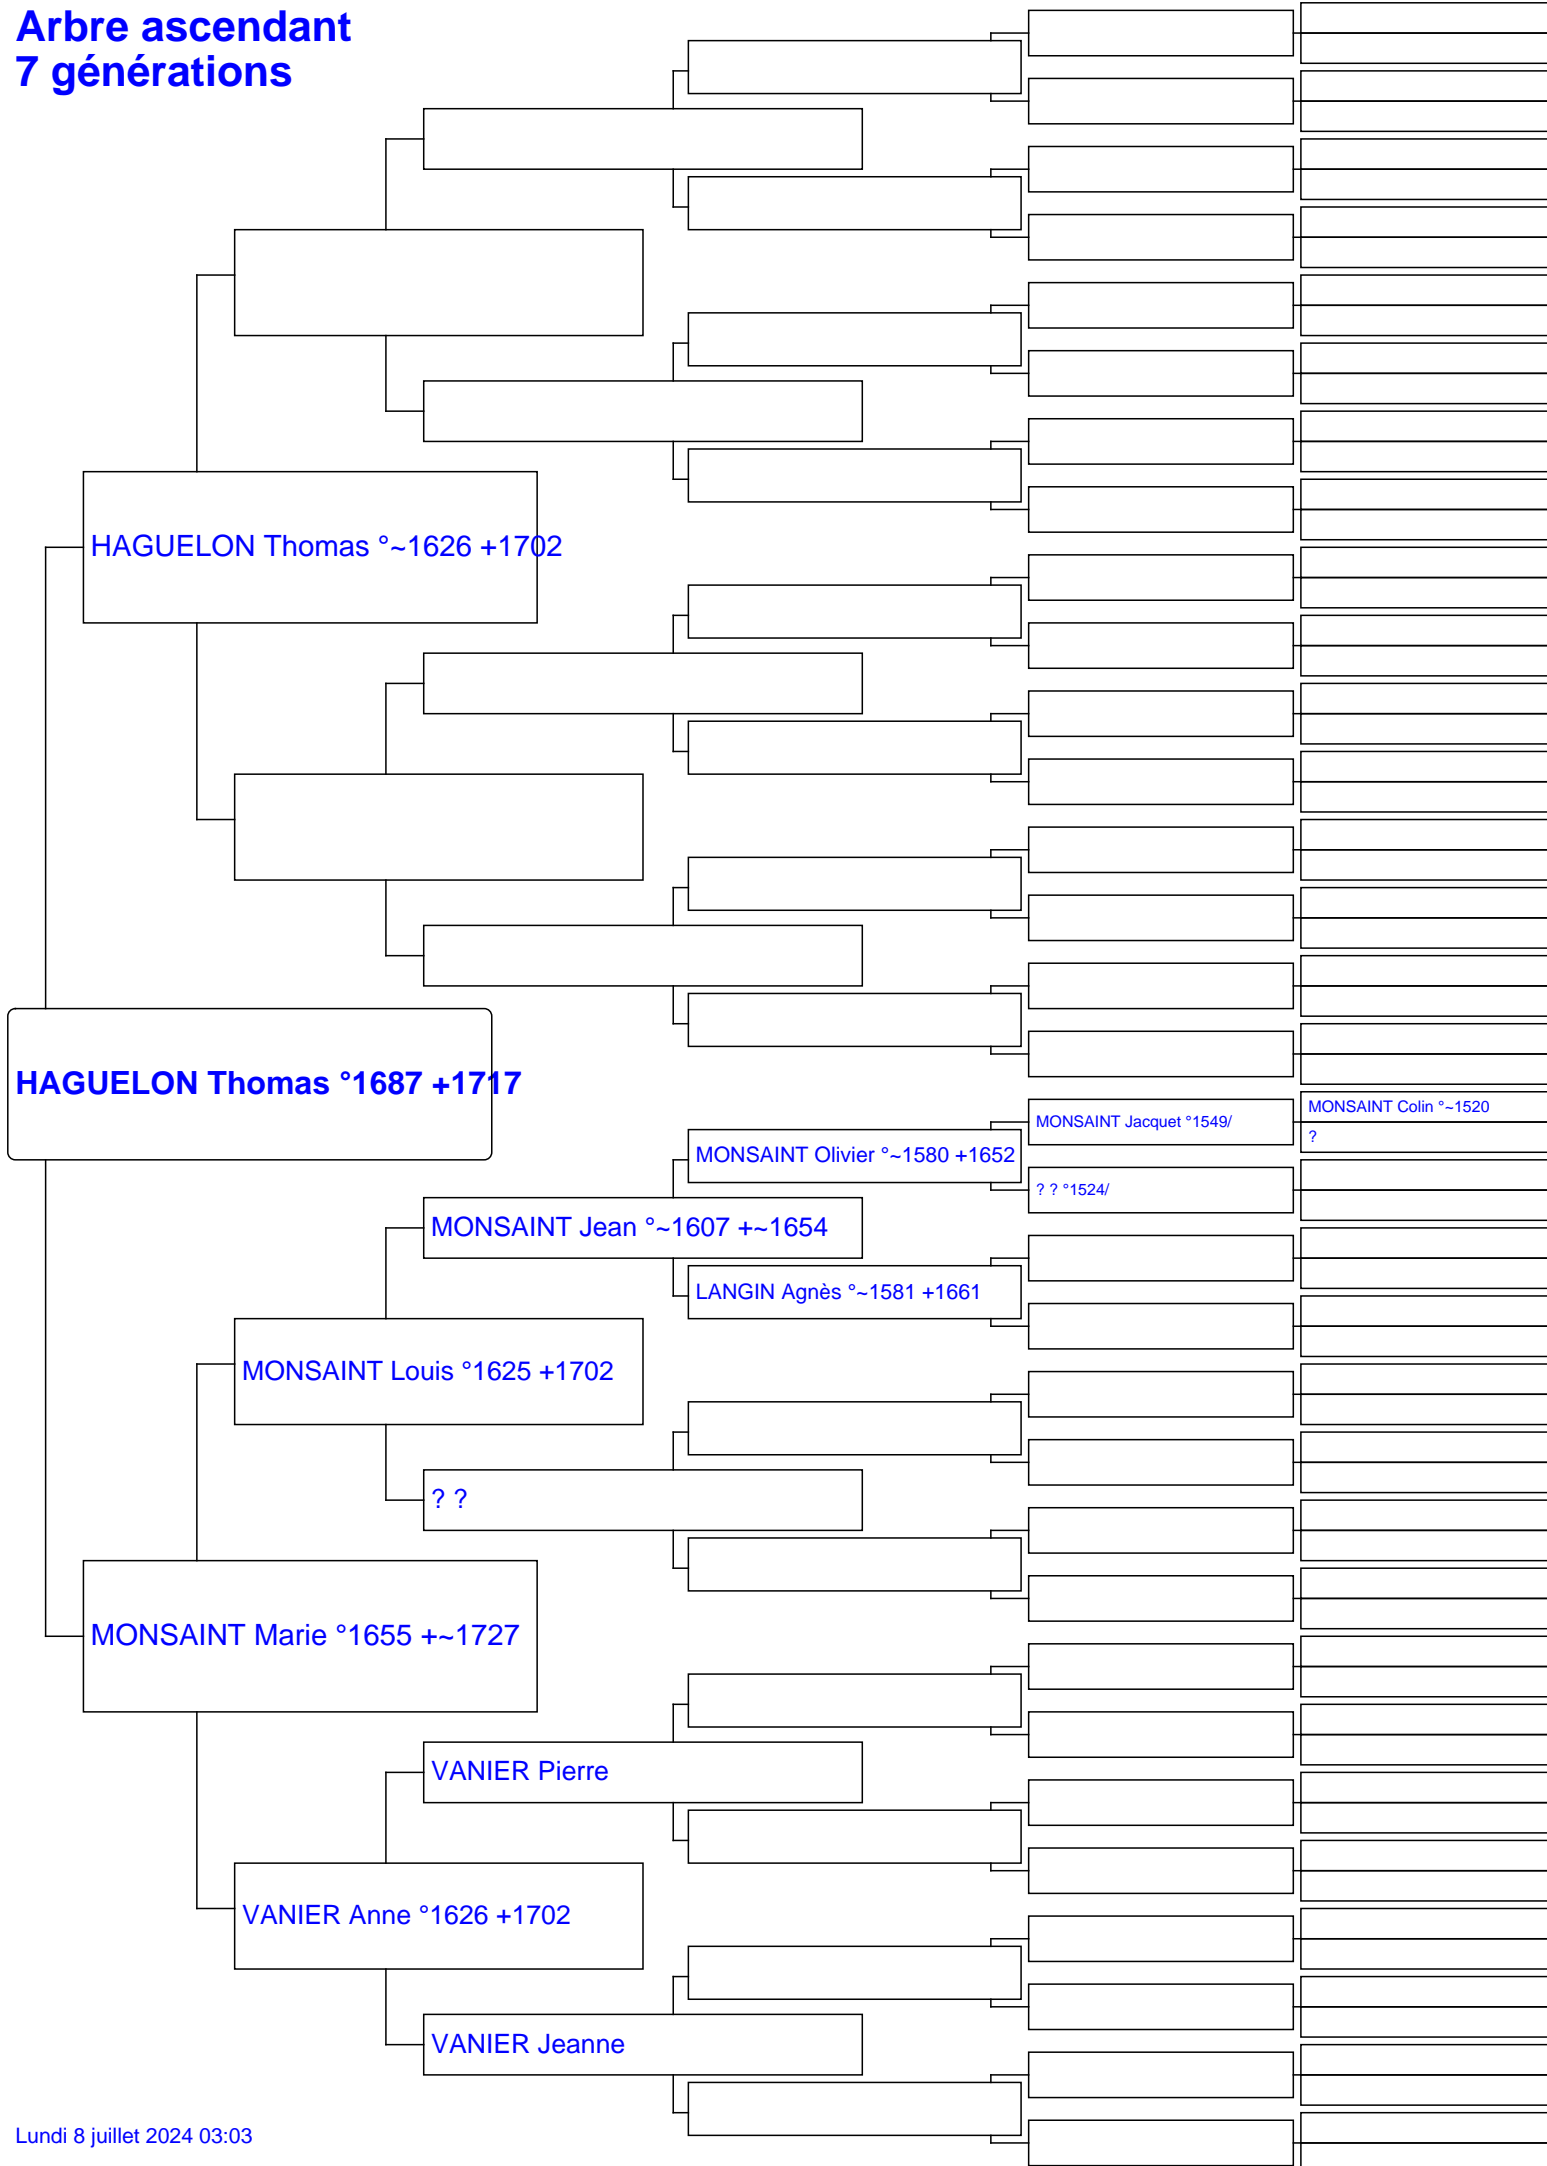 Arbre ascendant
7 générations
HAGUELON Thomas °~1626 +1702
HAGUELON Thomas °1687 +1717
MONSAINT Jacquet °1549/
MONSAINT Colin °~1520
?
MONSAINT Olivier °~1580 +1652
? ? °1524/
MONSAINT Jean °~1607 +~1654
LANGIN Agnès °~1581 +1661
MONSAINT Louis °1625 +1702
? ?
MONSAINT Marie °1655 +~1727
VANIER Pierre
VANIER Anne °1626 +1702
VANIER Jeanne
Lundi 8 juillet 2024 03:03